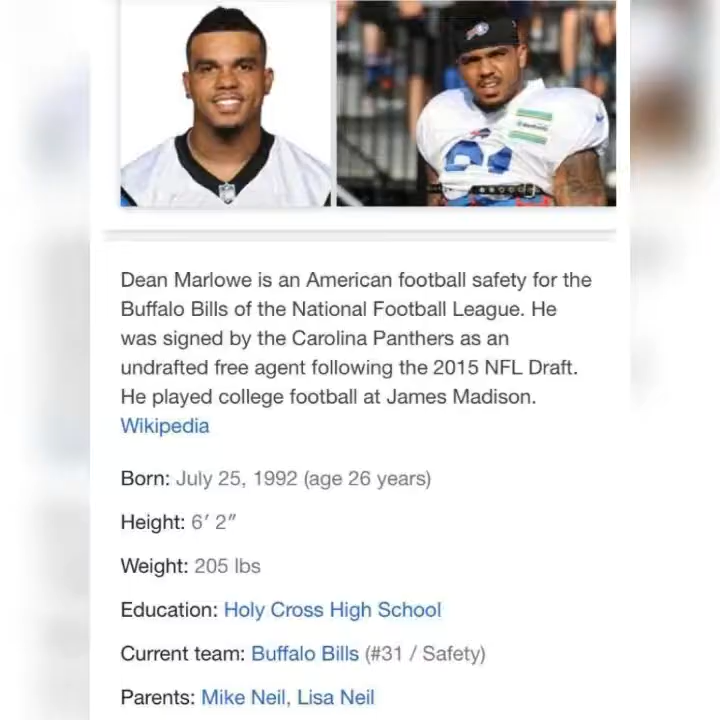 Dean Marlowe is an American football safety for the
Buffalo Bills of the National Football League. He
was signed by the Carolina Panthers as an
undrafted free agent following the 2015 NFL Draft.
He played college football at James Madison.
Wikipedia
Born: July 25, 1992 (age 26 years)
Height: 6′ 2″
Weight: 205 lbs
Education: Holy Cross High School
Current team: Buffalo Bills (#31 / Safety)
Parents: Mike Neil, Lisa Neil